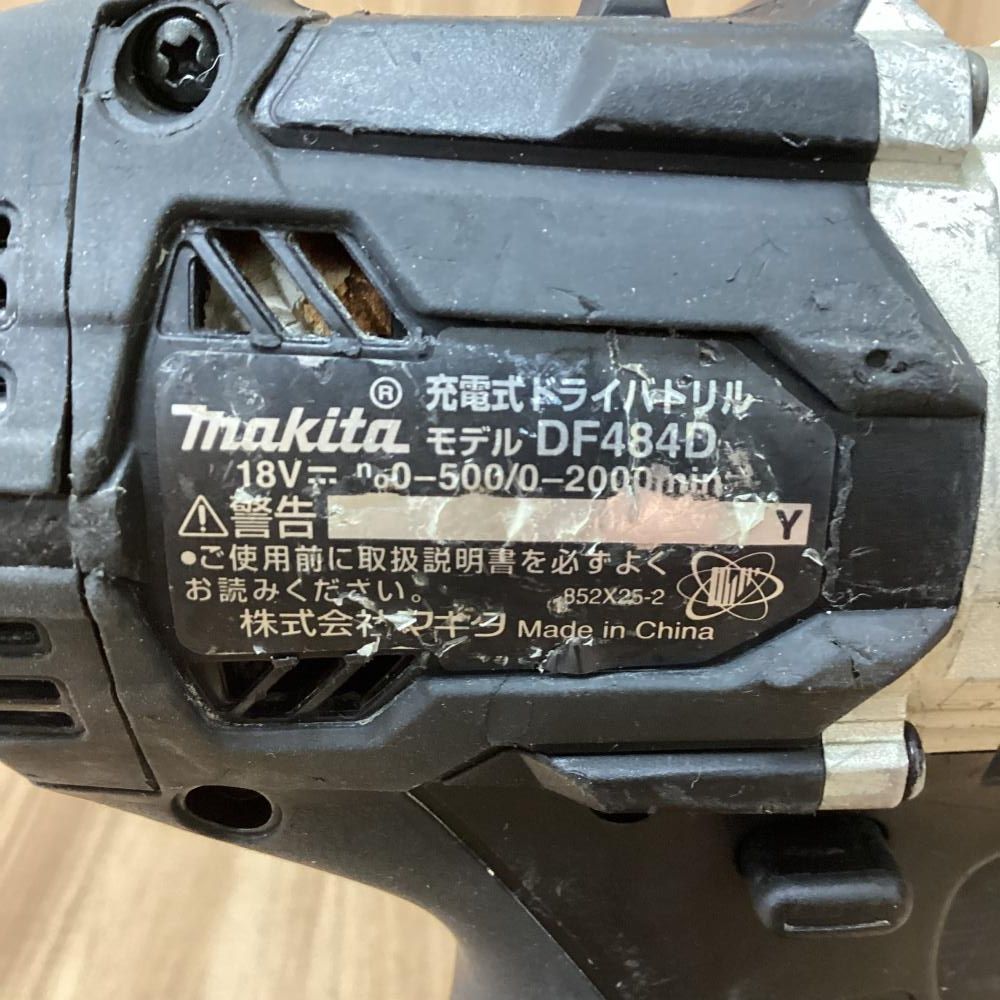 makita® 充電式ドライバドリル
モデル DF484D
18V⎓ n₀0-500/0-2000min
⚠警告 Y
●ご使用前に取扱説明書を必ずよく
お読みください。 852X25-2
株式会社マキタ Made in China